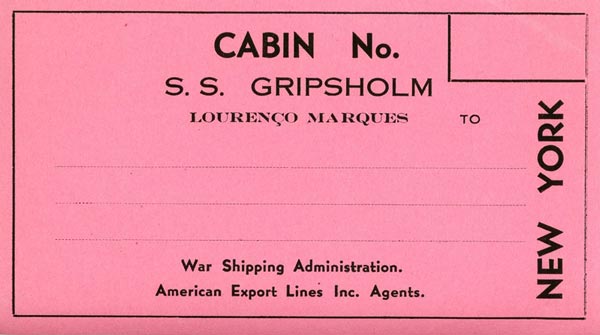 CABIN No.
S. S. GRIPSHOLM
LOURENÇO MARQUES TO
NEW YORK
War Shipping Administration.
American Export Lines Inc. Agents.